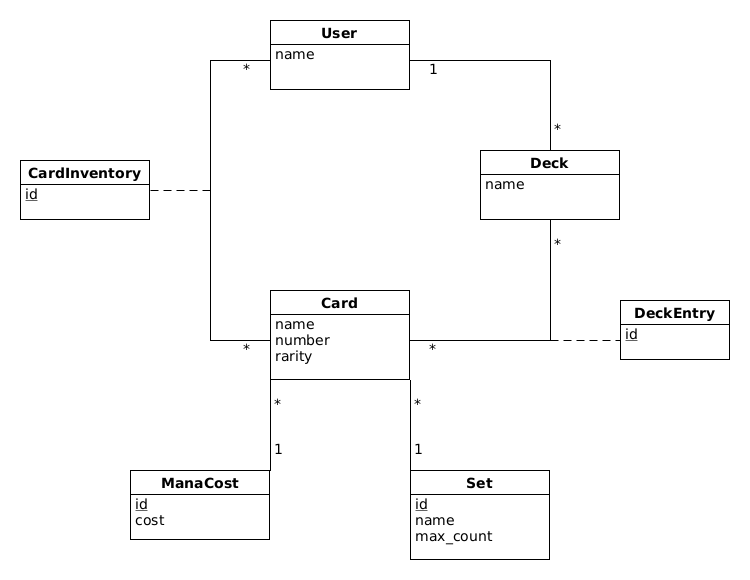 User
name
*
1
*
CardInventory
id
Deck
name
*
Card
name
number
rarity
*
*
DeckEntry
id
*
*
1
1
ManaCost
id
cost
Set
id
name
max_count